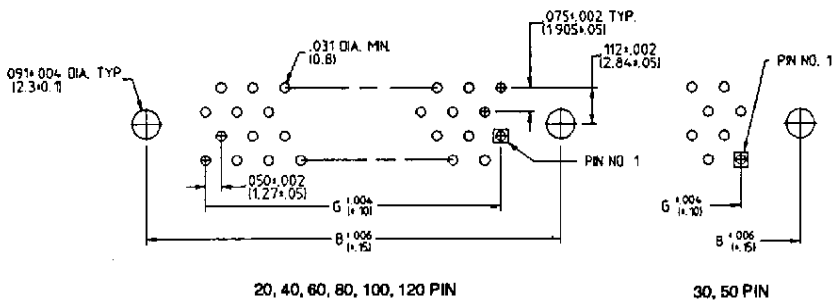 .075±.002 TYP.
(1.905±.05)
.031 DIA. MIN.
(0.8)
.112±.002
(2.84±.05)
.091±.004 DIA. TYP.
(2.3±0.1)
PIN NO. 1
PIN NO. 1
.050±.002
(1.27±.05)
G ±.004
(±.10)
G ±.004
(±.10)
B ±.006
(±.15)
B ±.006
(±.15)
20, 40, 60, 80, 100, 120 PIN
30, 50 PIN